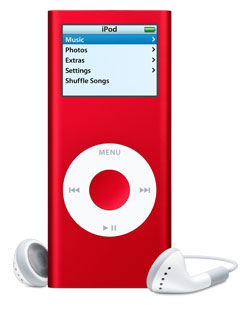 iPod
Music >
Photos >
Extras >
Settings >
Shuffle Songs
MENU